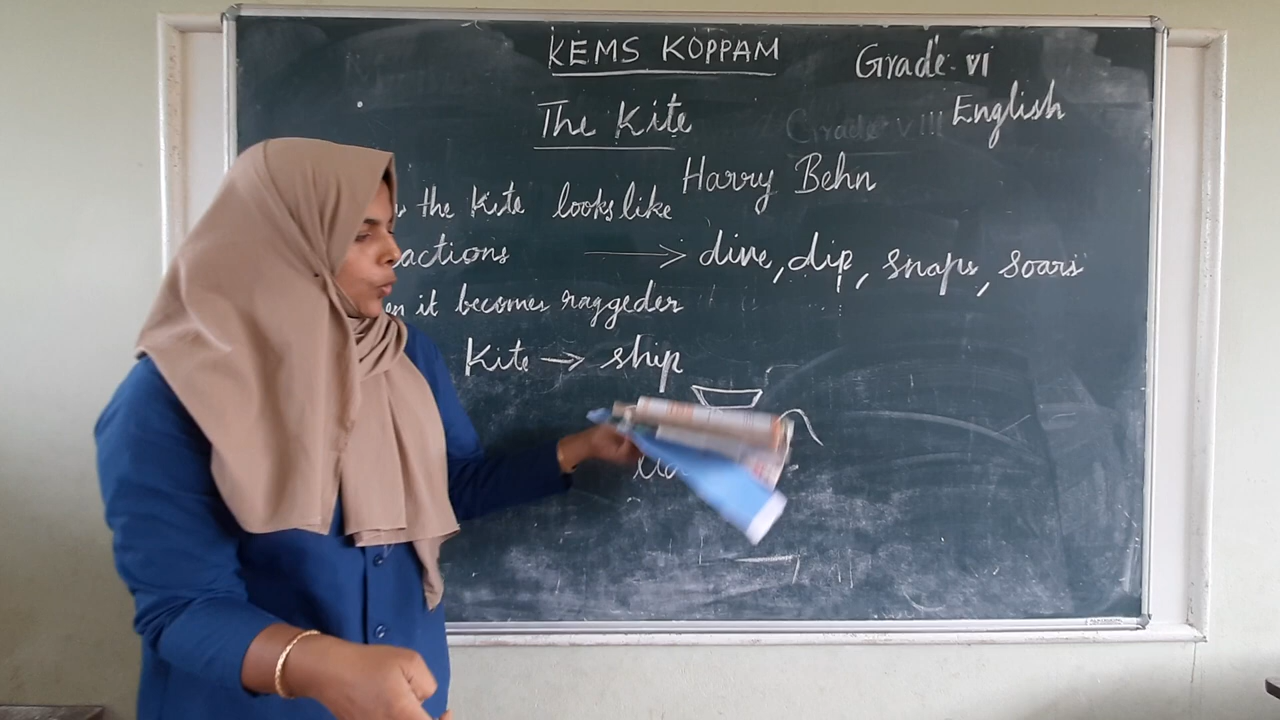 KEMS KOPPAM
Grade VI
The Kite
Grade VIII
English
Harry Behn
the Kite looks like
actions → dive, dip, snaps, soars
it becomes raggeder
Kite → ship